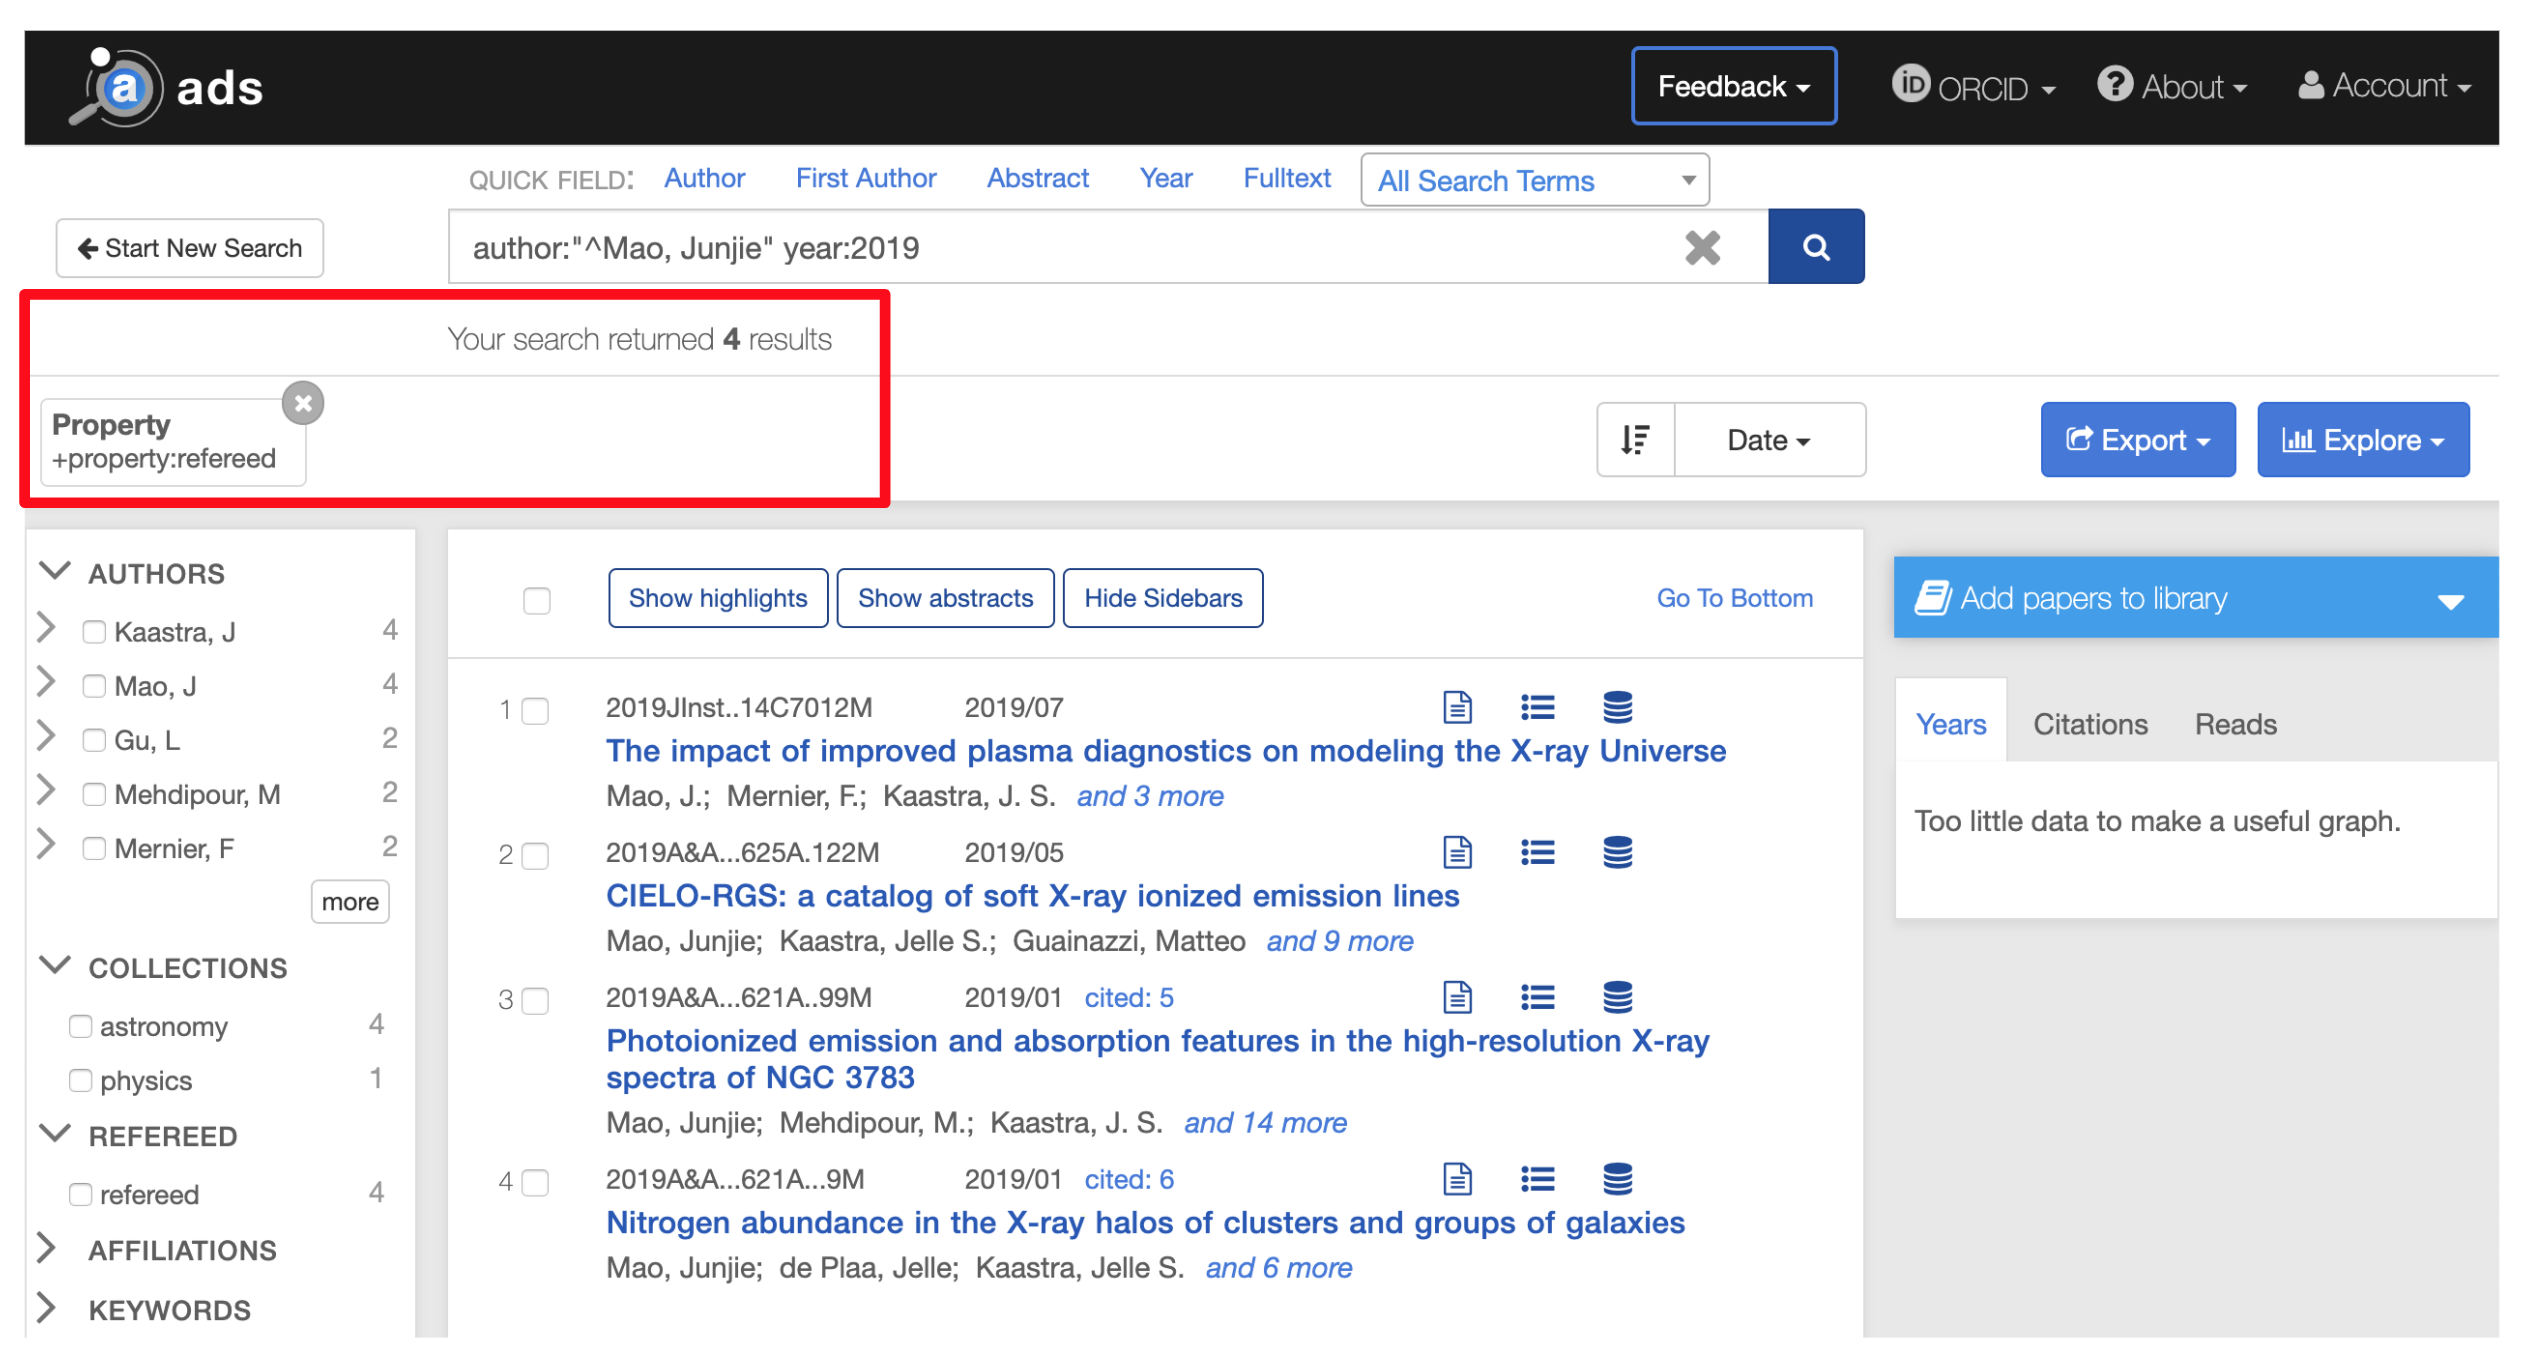 a ads
Feedback
iD ORCID
? About
Account
QUICK FIELD: Author First Author Abstract Year Fulltext All Search Terms
Start New Search
author:"^Mao, Junjie" year:2019
Your search returned 4 results
Property
+property:refereed
Date
Export
Explore
AUTHORS
Kaastra, J 4
Mao, J 4
Gu, L 2
Mehdipour, M 2
Mernier, F 2
more
COLLECTIONS
astronomy 4
physics 1
REFEREED
refereed 4
AFFILIATIONS
KEYWORDS
Show highlights Show abstracts Hide Sidebars Go To Bottom
1 2019JInst..14C7012M 2019/07
The impact of improved plasma diagnostics on modeling the X-ray Universe
Mao, J.; Mernier, F.; Kaastra, J. S. and 3 more
2 2019A&A...625A.122M 2019/05
CIELO-RGS: a catalog of soft X-ray ionized emission lines
Mao, Junjie; Kaastra, Jelle S.; Guainazzi, Matteo and 9 more
3 2019A&A...621A..99M 2019/01 cited: 5
Photoionized emission and absorption features in the high-resolution X-ray
spectra of NGC 3783
Mao, Junjie; Mehdipour, M.; Kaastra, J. S. and 14 more
4 2019A&A...621A...9M 2019/01 cited: 6
Nitrogen abundance in the X-ray halos of clusters and groups of galaxies
Mao, Junjie; de Plaa, Jelle; Kaastra, Jelle S. and 6 more
Add papers to library
Years Citations Reads
Too little data to make a useful graph.